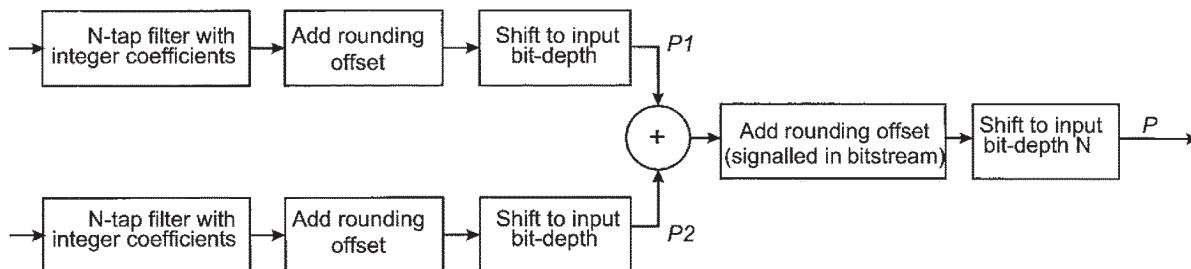 N-tap filter with
integer coefficients
Add rounding
offset
Shift to input
bit-depth
P1
+
Add rounding offset
(signalled in bitstream)
Shift to input
bit-depth N
P
N-tap filter with
integer coefficients
Add rounding
offset
Shift to input
bit-depth
P2